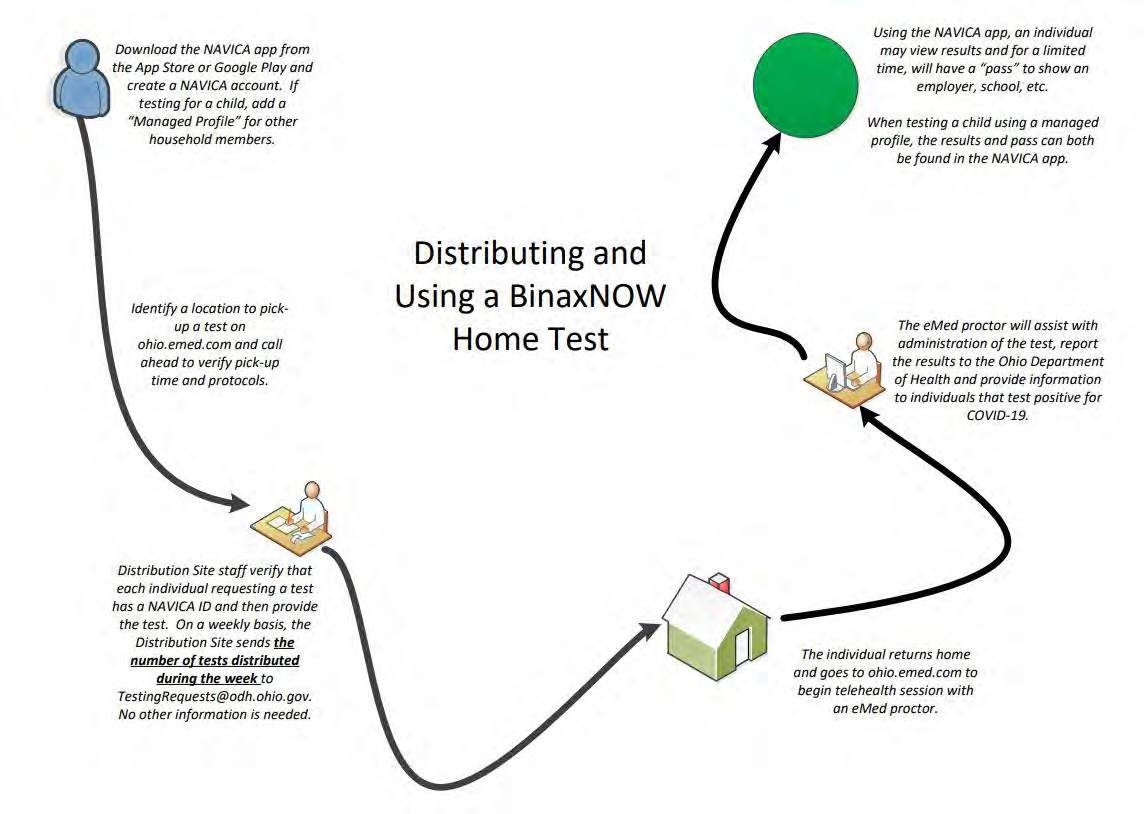 Download the NAVICA app from
the App Store or Google Play and
create a NAVICA account. If
testing for a child, add a
“Managed Profile” for other
household members.
Identify a location to pick-
up a test on
ohio.emed.com and call
ahead to verify pick-up
time and protocols.
Distribution Site staff verify that
each individual requesting a test
has a NAVICA ID and then provide
the test. On a weekly basis, the
Distribution Site sends the
number of tests distributed
during the week to
TestingRequests@odh.ohio.gov.
No other information is needed.
Distributing and
Using a BinaxNOW
Home Test
The individual returns home
and goes to ohio.emed.com to
begin telehealth session with
an eMed proctor.
The eMed proctor will assist with
administration of the test, report
the results to the Ohio Department
of Health and provide information
to individuals that test positive for
COVID-19.
Using the NAVICA app, an individual
may view results and for a limited
time, will have a “pass” to show an
employer, school, etc.
When testing a child using a managed
profile, the results and pass can both
be found in the NAVICA app.